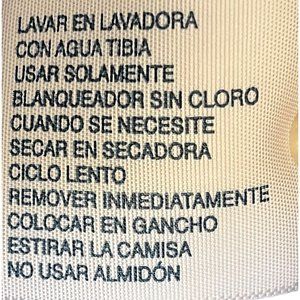 LAVAR EN LAVADORA
CON AGUA TIBIA
USAR SOLAMENTE
BLANQUEADOR SIN CLORO
CUANDO SE NECESITE
SECAR EN SECADORA
CICLO LENTO
REMOVER INMEDIATAMENTE
COLOCAR EN GANCHO
ESTIRAR LA CAMISA
NO USAR ALMIDÓN